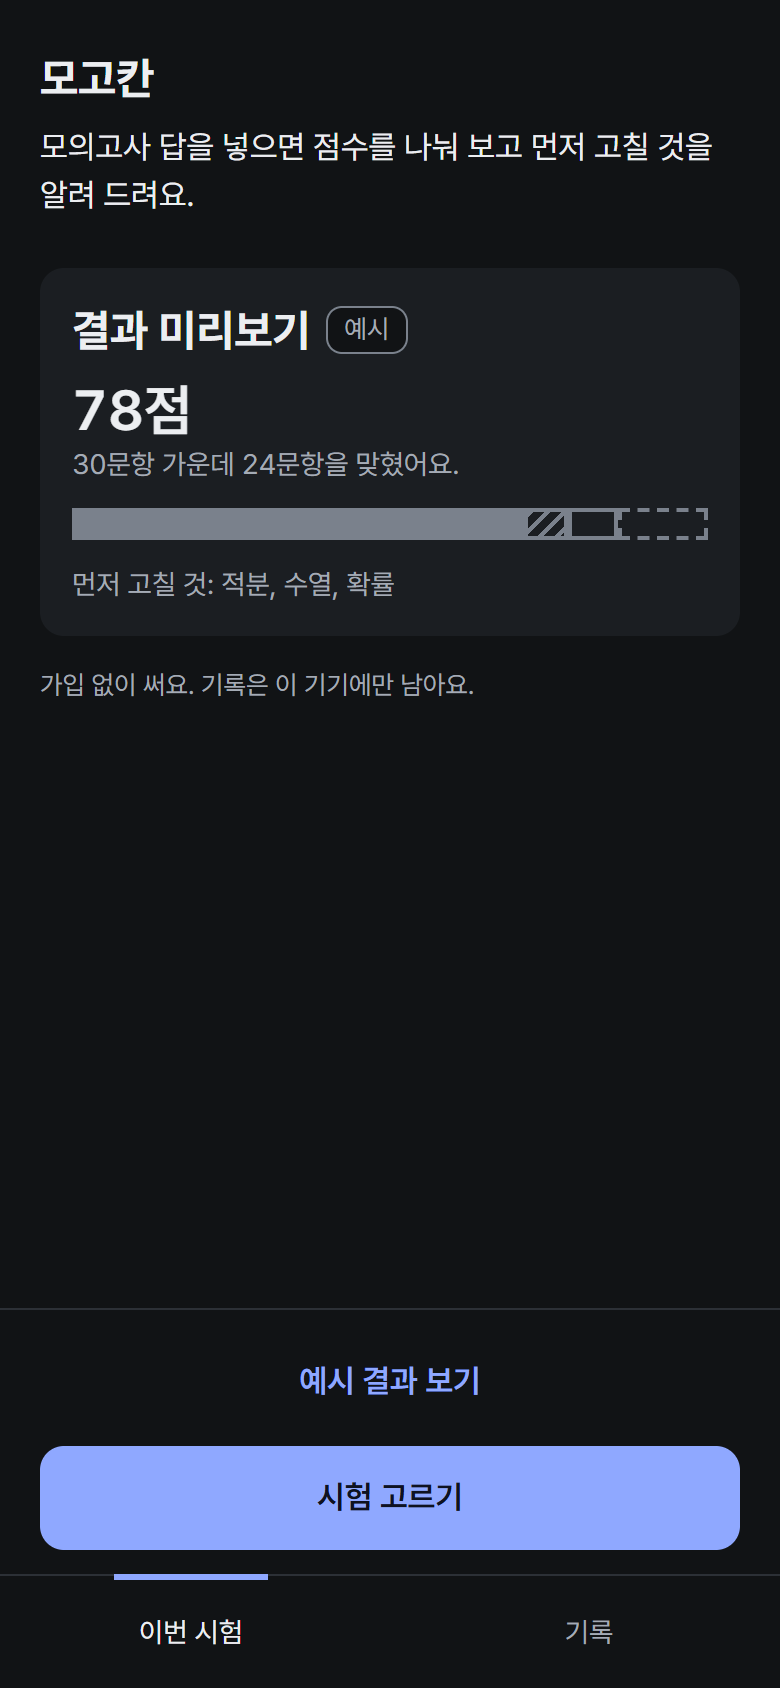 모고칸
모의고사 답을 넣으면 점수를 나눠 보고 먼저 고칠 것을
알려 드려요.
결과 미리보기 예시
78점
30문항 가운데 24문항을 맞혔어요.
먼저 고칠 것: 적분, 수열, 확률
가입 없이 써요. 기록은 이 기기에만 남아요.
예시 결과 보기
시험 고르기
이번 시험 기록